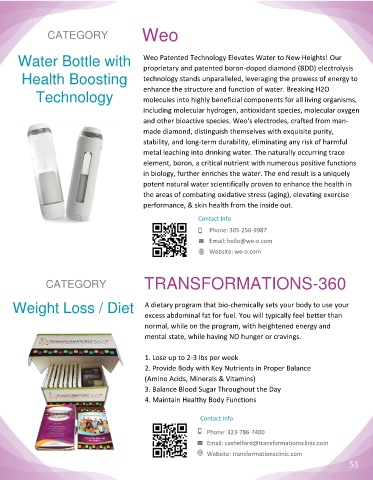 CATEGORY
Weo
Water Bottle with
Health Boosting
Technology
Weo Patented Technology Elevates Water to New Heights! Our
proprietary and patented boron-doped diamond (BDD) electrolysis
technology stands unparalleled, leveraging the prowess of energy to
enhance the structure and function of water. Breaking H2O
molecules into highly beneficial components for all living organisms,
including molecular hydrogen, antioxidant species, molecular oxygen
and other bioactive species. Weo's electrodes, crafted from man-
made diamond, distinguish themselves with exquisite purity,
stability, and long-term durability, eliminating any risk of harmful
metal leaching into drinking water. The naturally occurring trace
element, boron, a critical nutrient with numerous positive functions
in biology, further enriches the water. The end result is a uniquely
potent natural water scientifically proven to enhance the health in
the areas of combating oxidative stress (aging), elevating exercise
performance, & skin health from the inside out.
Contact Info
Phone: 305-256-3987
Email: hello@we-o.com
Website: we-o.com
CATEGORY
TRANSFORMATIONS-360
Weight Loss / Diet
A dietary program that bio-chemically sets your body to use your
excess abdominal fat for fuel. You will typically feel better than
normal, while on the program, with heightened energy and
mental state, while having NO hunger or cravings.
1. Lose up to 2-3 lbs per week
2. Provide Body with Key Nutrients in Proper Balance
(Amino Acids, Minerals & Vitamins)
3. Balance Blood Sugar Throughout the Day
4. Maintain Healthy Body Functions
Contact Info
Phone: 323-786-7400
Email: cashelford@transformationsclinic.com
Website: transformationsclinic.com
51